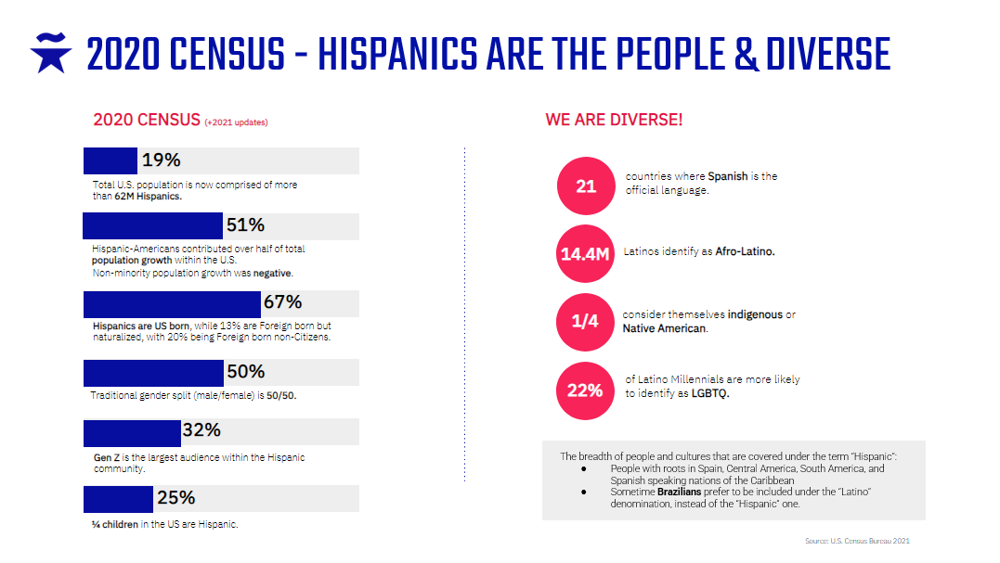 2020 CENSUS - HISPANICS ARE THE PEOPLE & DIVERSE
2020 CENSUS (+2021 updates)
19%
Total U.S. population is now comprised of more
than 62M Hispanics.
51%
Hispanic-Americans contributed over half of total
population growth within the U.S.
Non-minority population growth was negative.
67%
Hispanics are US born, while 13% are Foreign born but
naturalized, with 20% being Foreign born non-Citizens.
50%
Traditional gender split (male/female) is 50/50.
32%
Gen Z is the largest audience within the Hispanic
community.
25%
¼ children in the US are Hispanic.
WE ARE DIVERSE!
21
countries where Spanish is the
official language.
14.4M
Latinos identify as Afro-Latino.
1/4
consider themselves indigenous or
Native American.
22%
of Latino Millennials are more likely
to identify as LGBTQ.
The breadth of people and cultures that are covered under the term "Hispanic":
● People with roots in Spain, Central America, South America, and
Spanish speaking nations of the Caribbean
● Sometime Brazilians prefer to be included under the "Latino"
denomination, instead of the "Hispanic" one.
Source: U.S. Census Bureau 2021